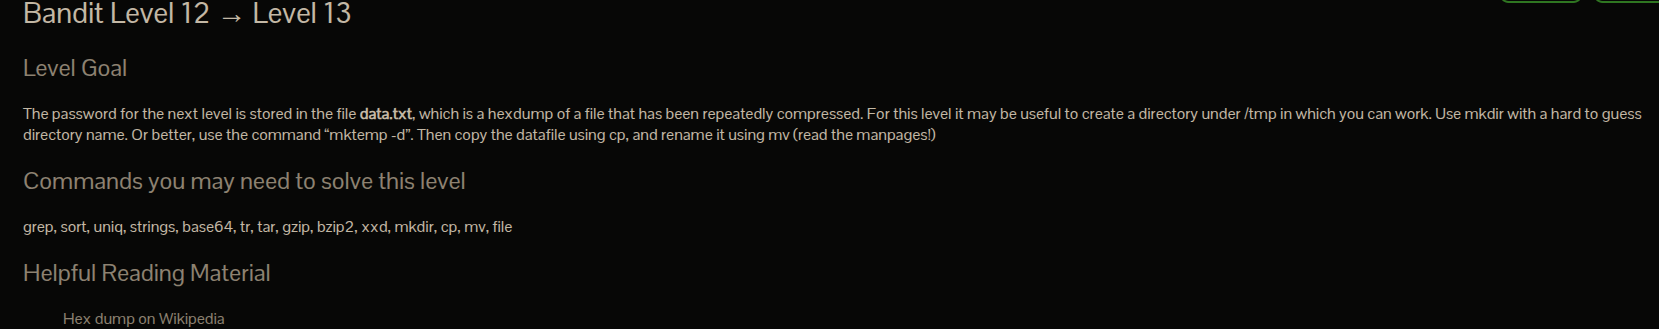 Bandit Level 12 → Level 13
Level Goal
The password for the next level is stored in the file data.txt, which is a hexdump of a file that has been repeatedly compressed. For this level it may be useful to create a directory under /tmp in which you can work. Use mkdir with a hard to guess
directory name. Or better, use the command “mktemp -d”. Then copy the datafile using cp, and rename it using mv (read the manpages!)
Commands you may need to solve this level
grep, sort, uniq, strings, base64, tr, tar, gzip, bzip2, xxd, mkdir, cp, mv, file
Helpful Reading Material
Hex dump on Wikipedia